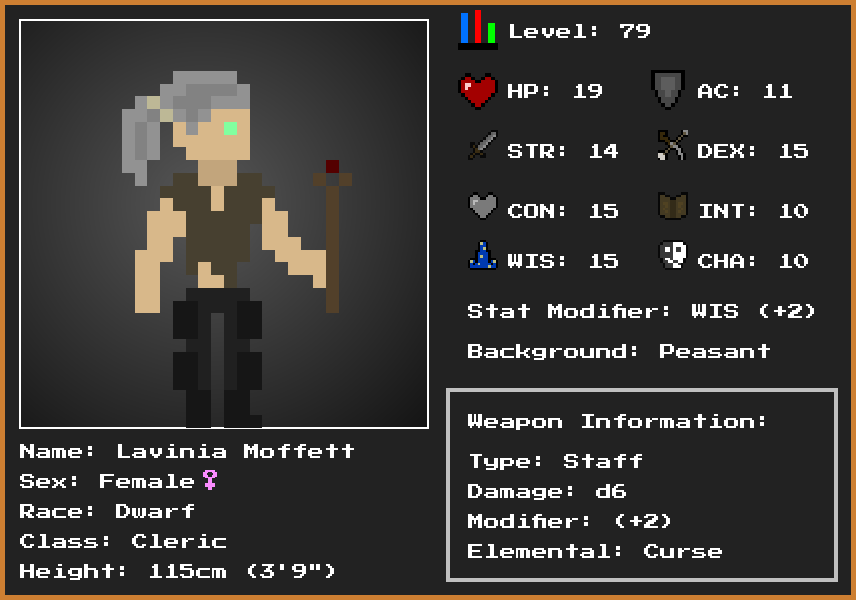 Level: 79
HP: 19 AC: 11
STR: 14 DEX: 15
CON: 15 INT: 10
WIS: 15 CHA: 10
Stat Modifier: WIS (+2)
Background: Peasant
Weapon Information:
Type: Staff
Damage: d6
Modifier: (+2)
Elemental: Curse
Name: Lavinia Moffett
Sex: Female♀
Race: Dwarf
Class: Cleric
Height: 115cm (3'9")